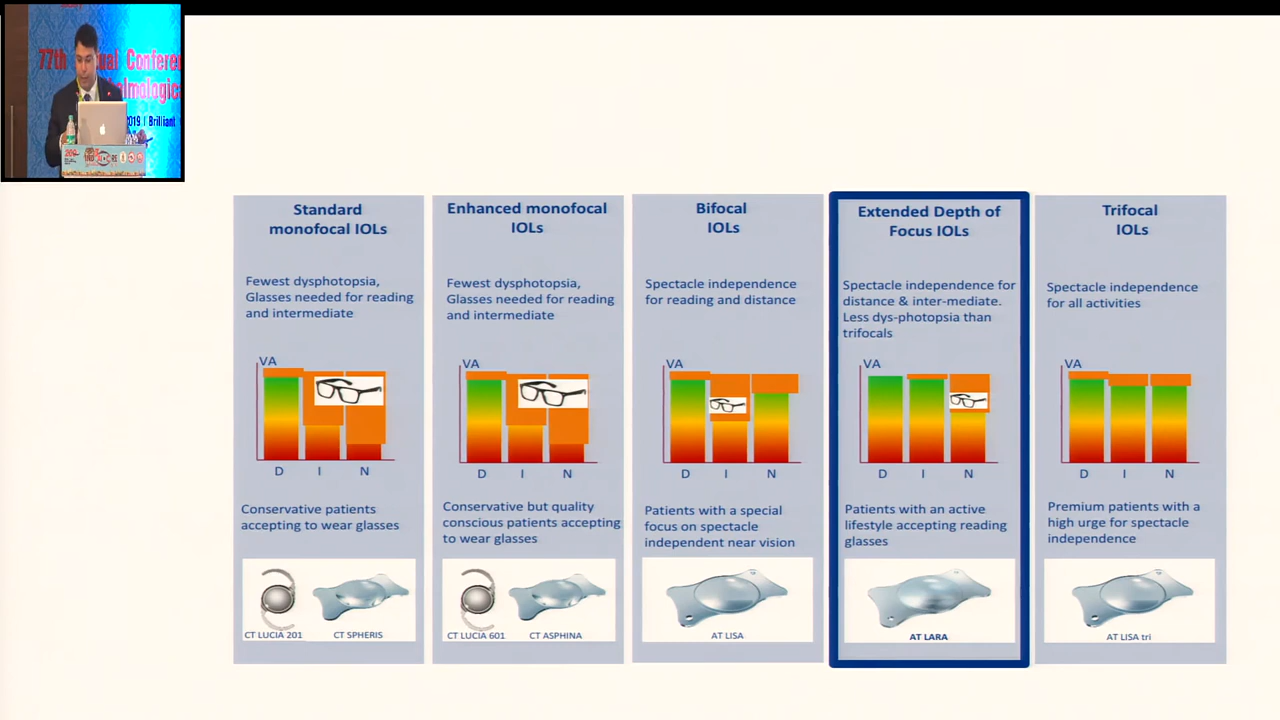 77th
ual Conferen
halmologica
2019 | Brilliant
Standard
monofocal IOLs
Fewest dysphotopsia,
Glasses needed for reading
and intermediate
VA
D I N
Conservative patients
accepting to wear glasses
CT LUCIA 201 CT SPHERIS
Enhanced monofocal
IOLs
Fewest dysphotopsia,
Glasses needed for reading
and intermediate
VA
D I N
Conservative but quality
conscious patients accepting
to wear glasses
CT LUCIA 601 CT ASPHINA
Bifocal
IOLs
Spectacle independence
for reading and distance
VA
D I N
Patients with a special
focus on spectacle
independent near vision
AT LISA
Extended Depth of
Focus IOLs
Spectacle independence for
distance & inter-mediate.
Less dys-photopsia than
trifocals
VA
D I N
Patients with an active
lifestyle accepting reading
glasses
AT LARA
Trifocal
IOLs
Spectacle independence
for all activities
VA
D I N
Premium patients with a
high urge for spectacle
independence
AT LISA tri